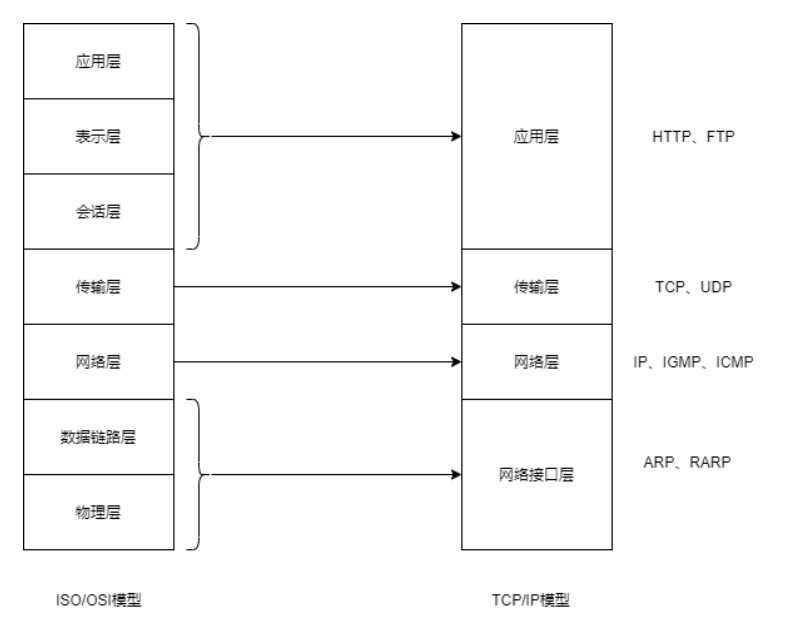 应用层
表示层
会话层
传输层
网络层
数据链路层
物理层
ISO/OSI模型
应用层
传输层
网络层
网络接口层
TCP/IP模型
HTTP、FTP
TCP、UDP
IP、IGMP、ICMP
ARP、RARP